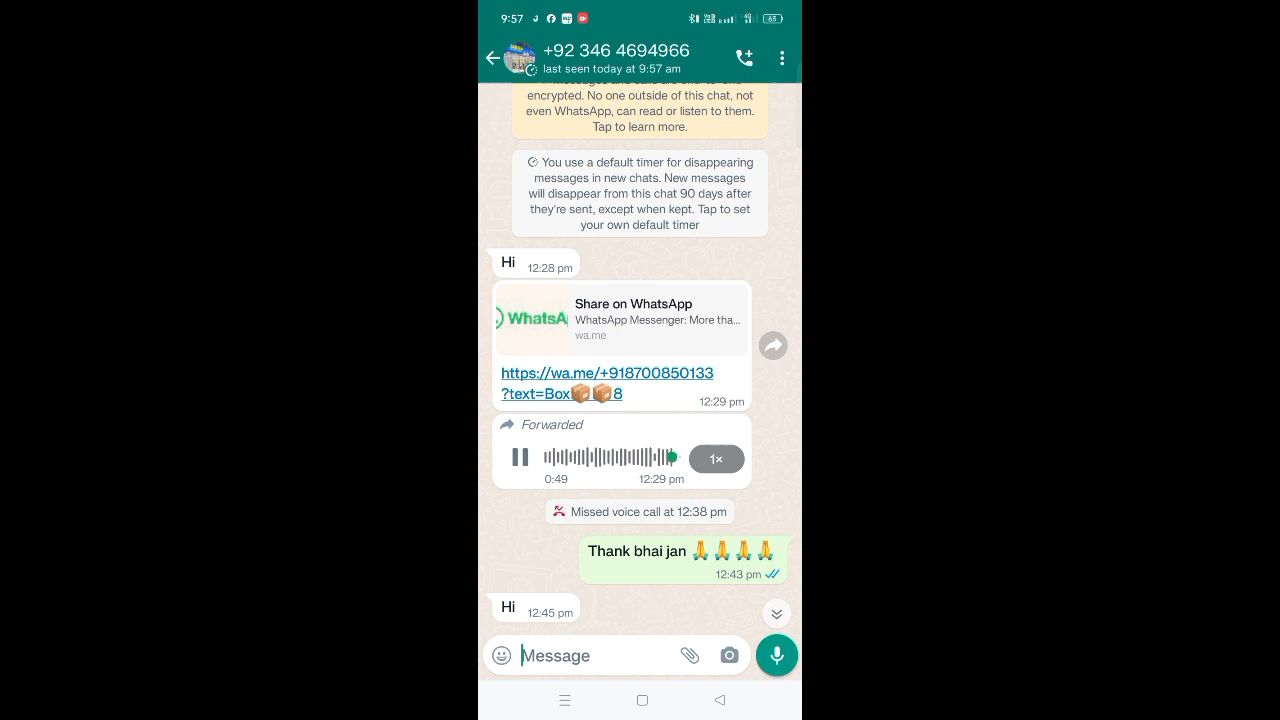 9:57
63
+92 346 4694966
last seen today at 9:57 am
encrypted. No one outside of this chat, not
even WhatsApp, can read or listen to them.
Tap to learn more.
You use a default timer for disappearing
messages in new chats. New messages
will disappear from this chat 90 days after
they're sent, except when kept. Tap to set
your own default timer
Hi 12:28 pm
WhatsA
Share on WhatsApp
WhatsApp Messenger: More tha...
wa.me
https://wa.me/+918700850133
?text=Box📦📦8
12:29 pm
Forwarded
1×
0:49 12:29 pm
Missed voice call at 12:38 pm
Thank bhai jan 🙏🙏🙏🙏
12:43 pm
Hi 12:45 pm
Message